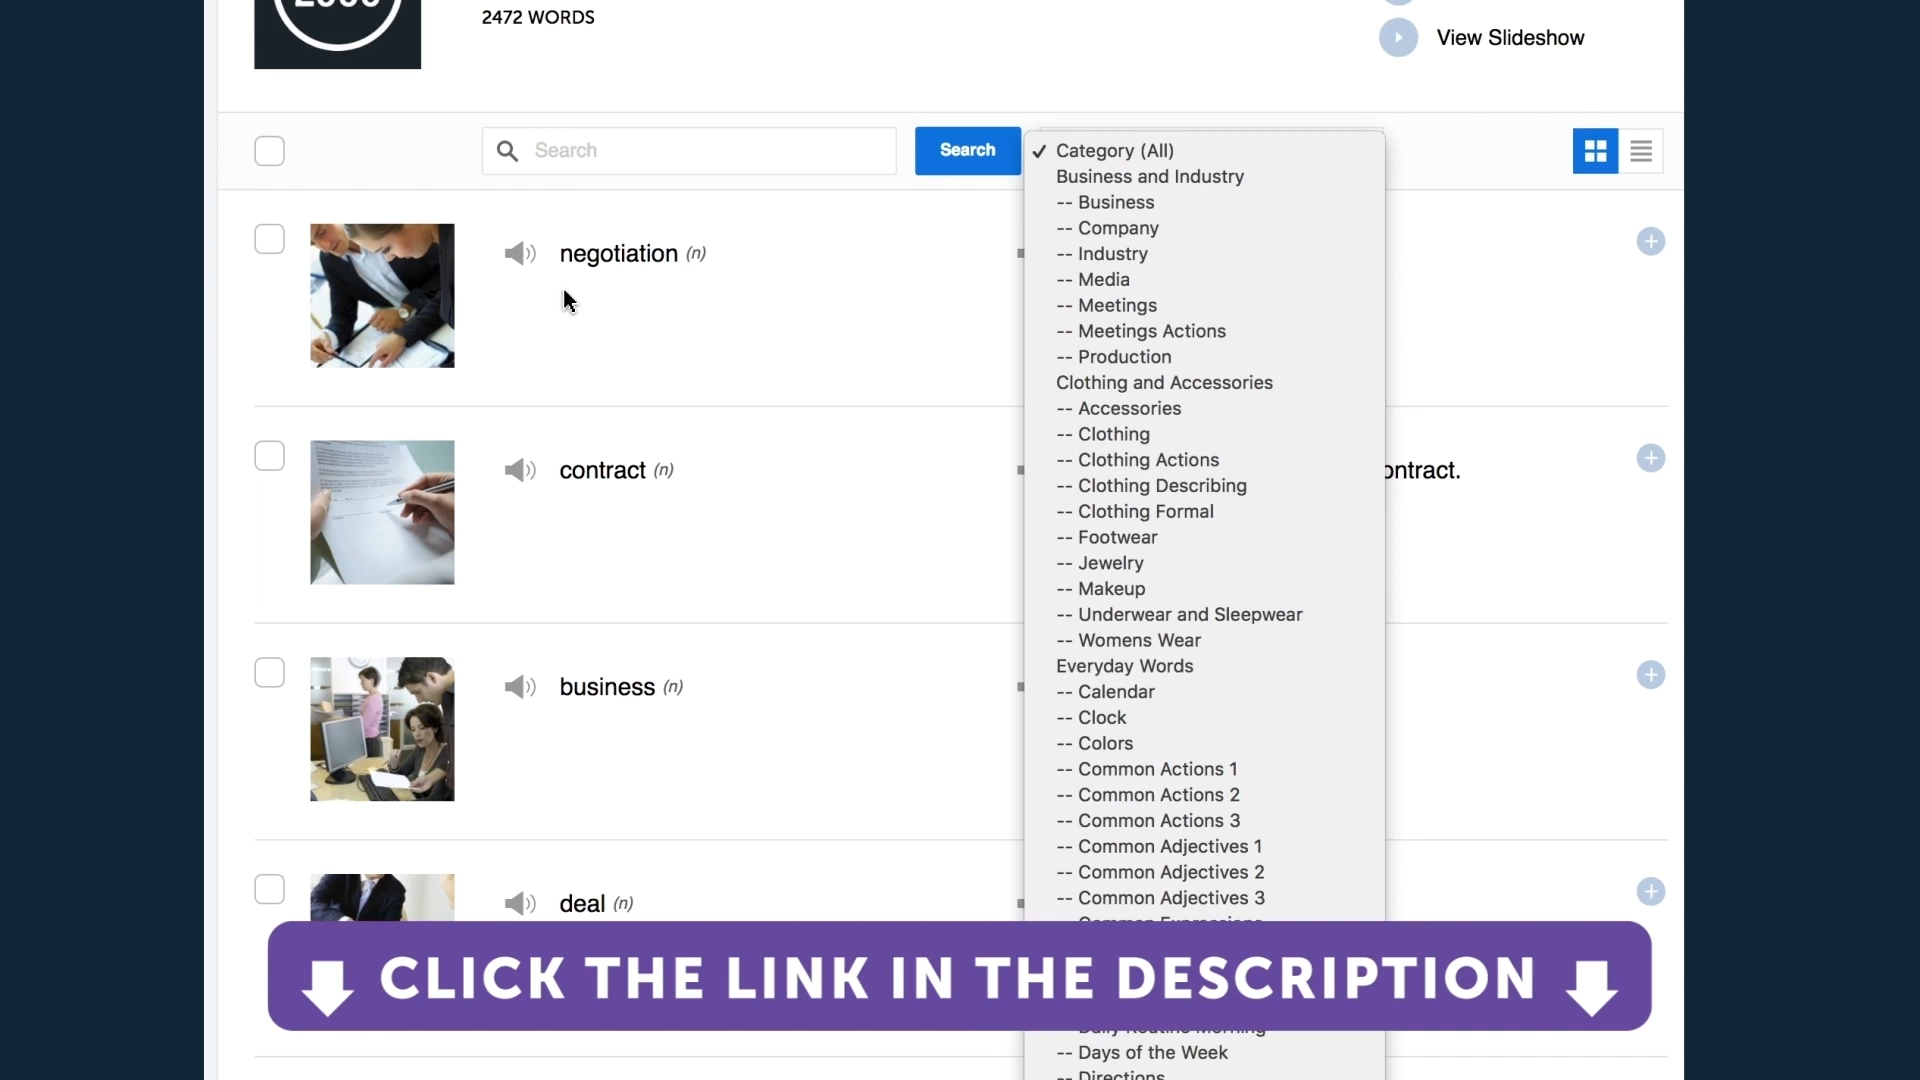 2472 WORDS
View Slideshow
Search
Search
✓ Category (All)
Business and Industry
-- Business
-- Company
-- Industry
-- Media
-- Meetings
-- Meetings Actions
-- Production
Clothing and Accessories
-- Accessories
-- Clothing
-- Clothing Actions
-- Clothing Describing
-- Clothing Formal
-- Footwear
-- Jewelry
-- Makeup
-- Underwear and Sleepwear
-- Womens Wear
Everyday Words
-- Calendar
-- Clock
-- Colors
-- Common Actions 1
-- Common Actions 2
-- Common Actions 3
-- Common Adjectives 1
-- Common Adjectives 2
-- Common Adjectives 3
-- Days of the Week
negotiation (n)
contract (n)
ontract.
business (n)
deal (n)
CLICK THE LINK IN THE DESCRIPTION